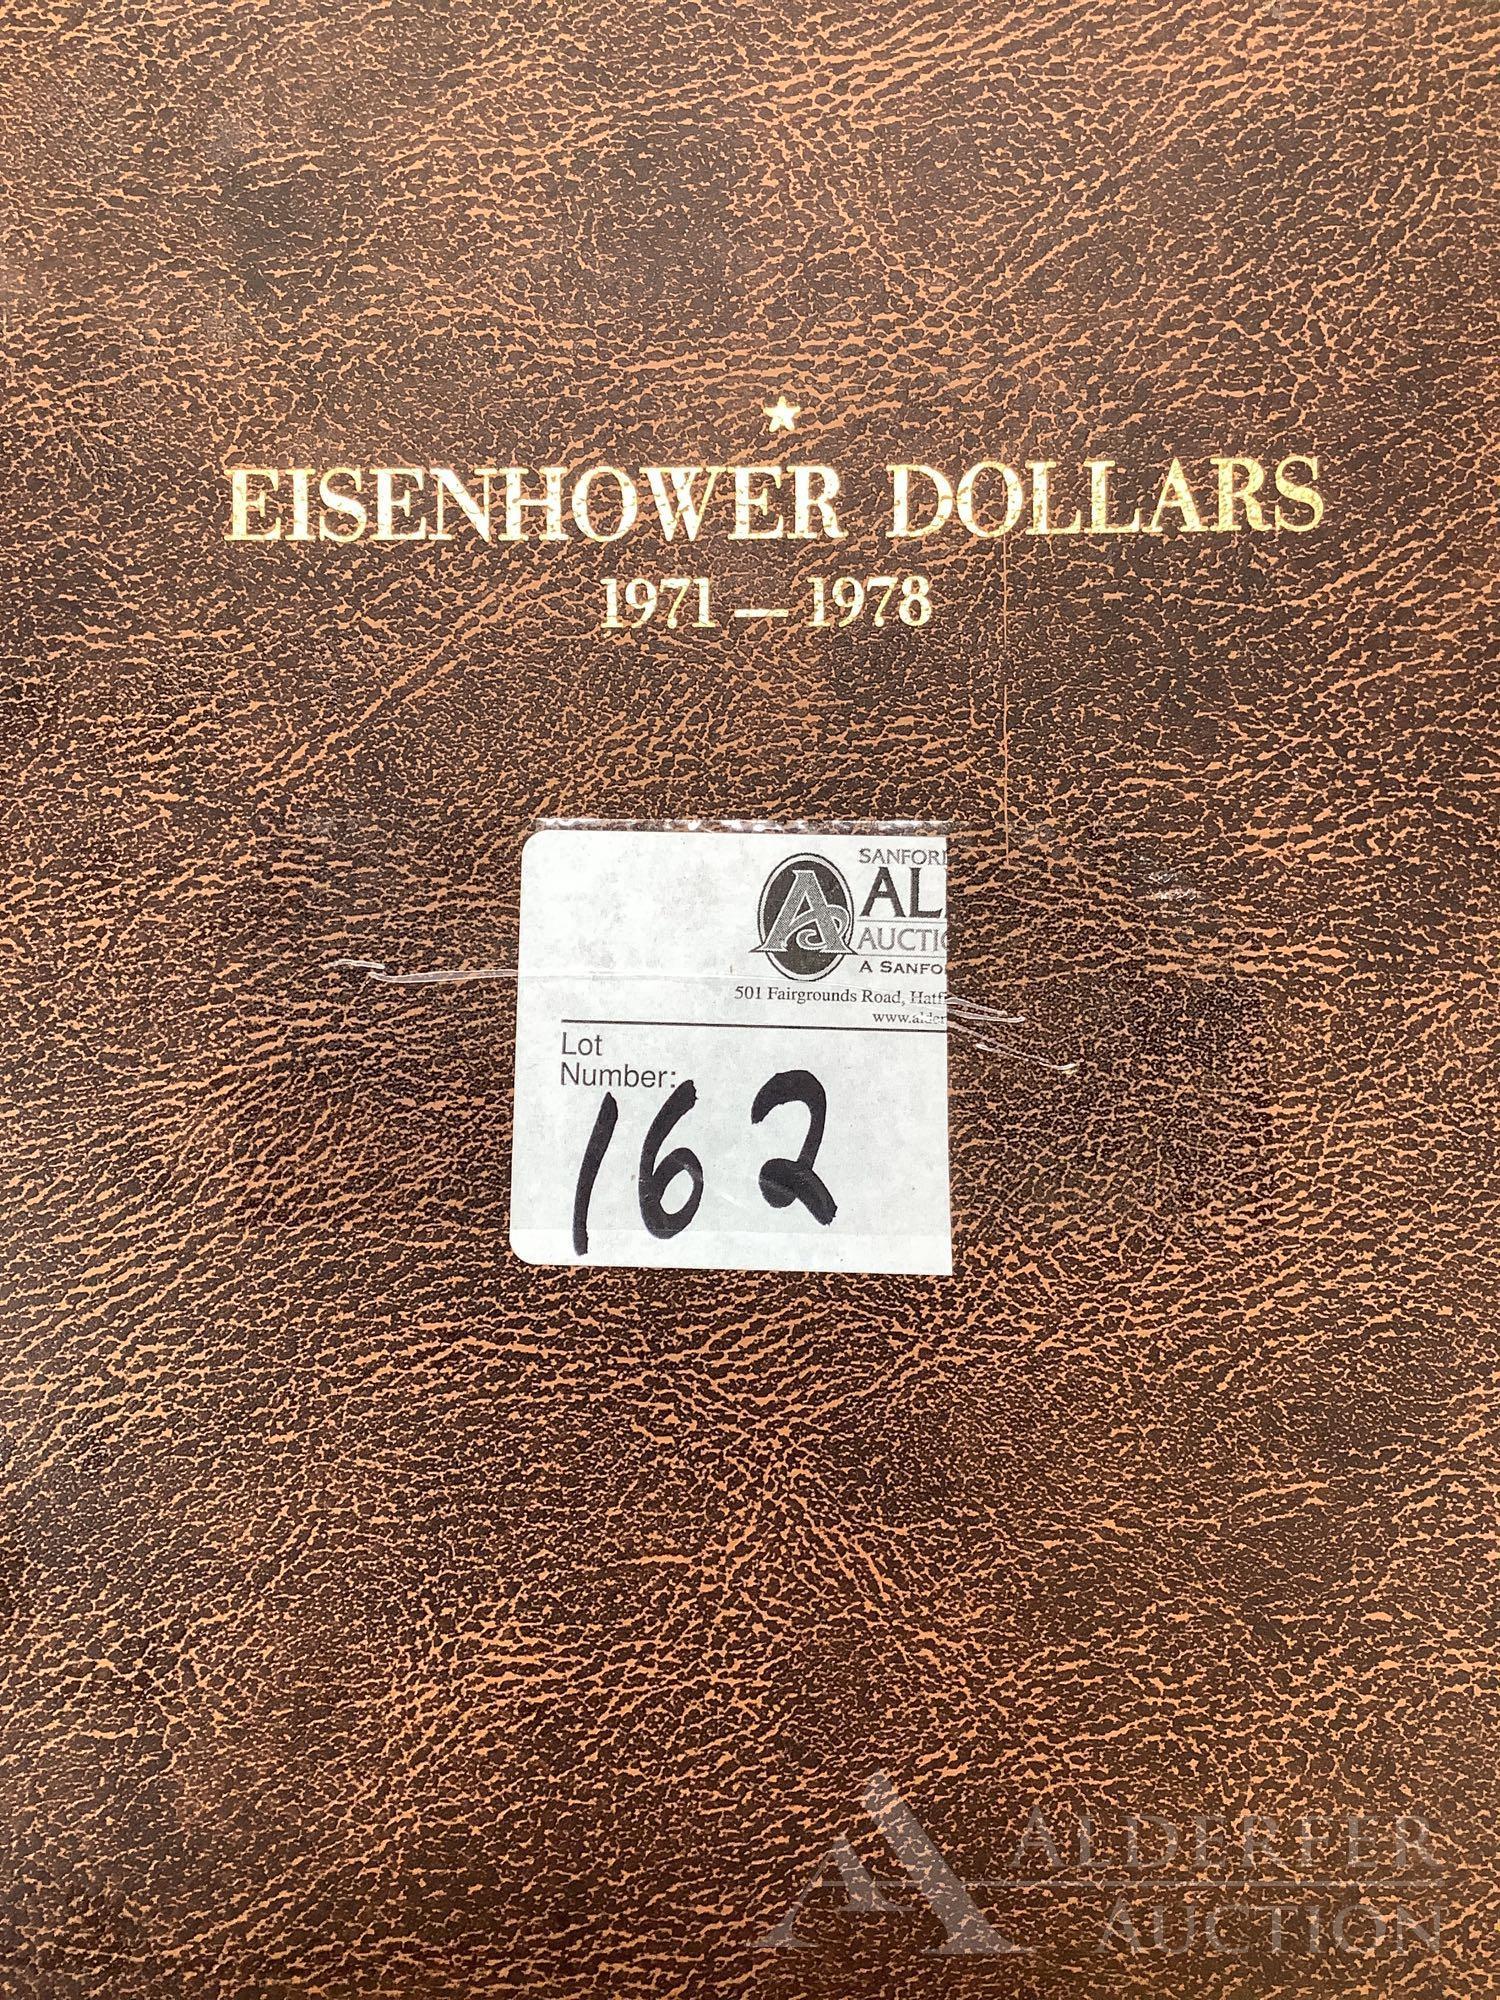 EISENHOWER DOLLARS
1971 — 1978
SANFORD
AL
AUCTIO
A SANFO
501 Fairgrounds Road, Hatf
www.alder
Lot
Number:
162
ALDERFER
AUCTION